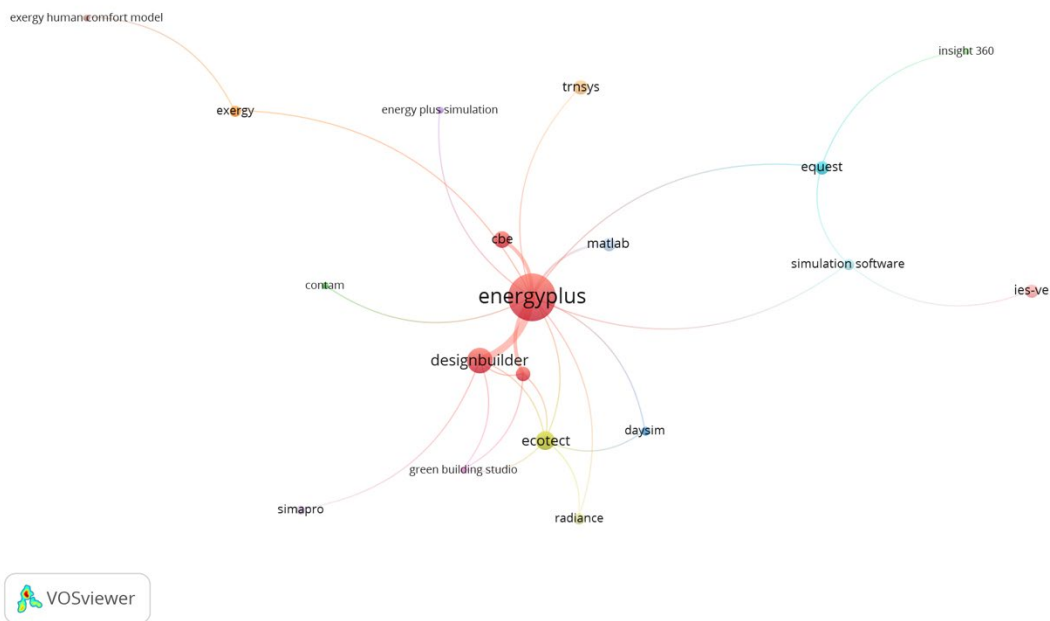 exergy human comfort model
insight 360
trnsys
exergy
energy plus simulation
equest
cbe
matlab
simulation software
contam
energyplus
ies-ve
designbuilder
daysim
ecotect
green building studio
simapro
radiance
VOSviewer